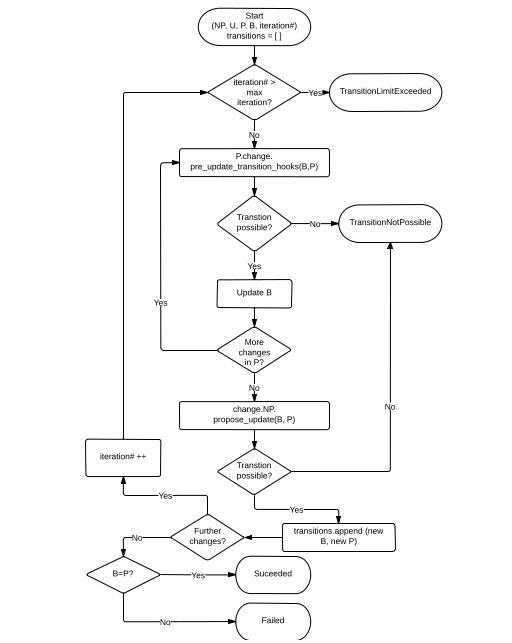 Start
(NP, U, P. B, iteration#)
transitions = [ ]
iteration# >
max
iteration?
Yes
TransitionLimitExceeded
No
P.change.
pre_update_transition_hooks(B,P)
Transtion
possible?
No
TransitionNotPossible
Yes
Update B
Yes
More
changes
in P?
No
change.NP.
propose_update(B, P)
No
iteration# ++
Transtion
possible?
Yes
Yes
Further
changes?
transitions.append (new
B, new P)
No
B=P?
Yes
Suceeded
No
Failed